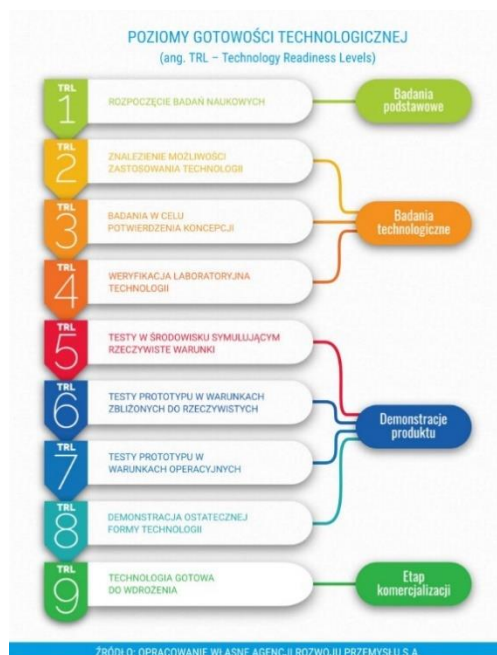 POZIOMY GOTOWOŚCI TECHNOLOGICZNEJ
(ang. TRL – Technology Readiness Levels)
TRL
1
ROZPOCZĘCIE BADAŃ NAUKOWYCH
Badania
podstawowe
TRL
2
ZNALEZIENIE MOŻLIWOŚCI
ZASTOSOWANIA TECHNOLOGII
TRL
3
BADANIA W CELU
POTWIERDZENIA KONCEPCJI
Badania
technologiczne
TRL
4
WERYFIKACJA LABORATORYJNA
TECHNOLOGII
TRL
5
TESTY W ŚRODOWISKU SYMULUJĄCYM
RZECZYWISTE WARUNKI
TRL
6
TESTY PROTOTYPU W WARUNKACH
ZBLIŻONYCH DO RZECZYWISTYCH
Demonstracje
produktu
TRL
7
TESTY PROTOTYPU W
WARUNKACH OPERACYJNYCH
TRL
8
DEMONSTRACJA OSTATECZNEJ
FORMY TECHNOLOGII
TRL
9
TECHNOLOGIA GOTOWA
DO WDROŻENIA
Etap
komercjalizacji
ŹRÓDŁO: OPRACOWANIE WŁASNE AGENCJI ROZWOJU PRZEMYSŁU S.A.